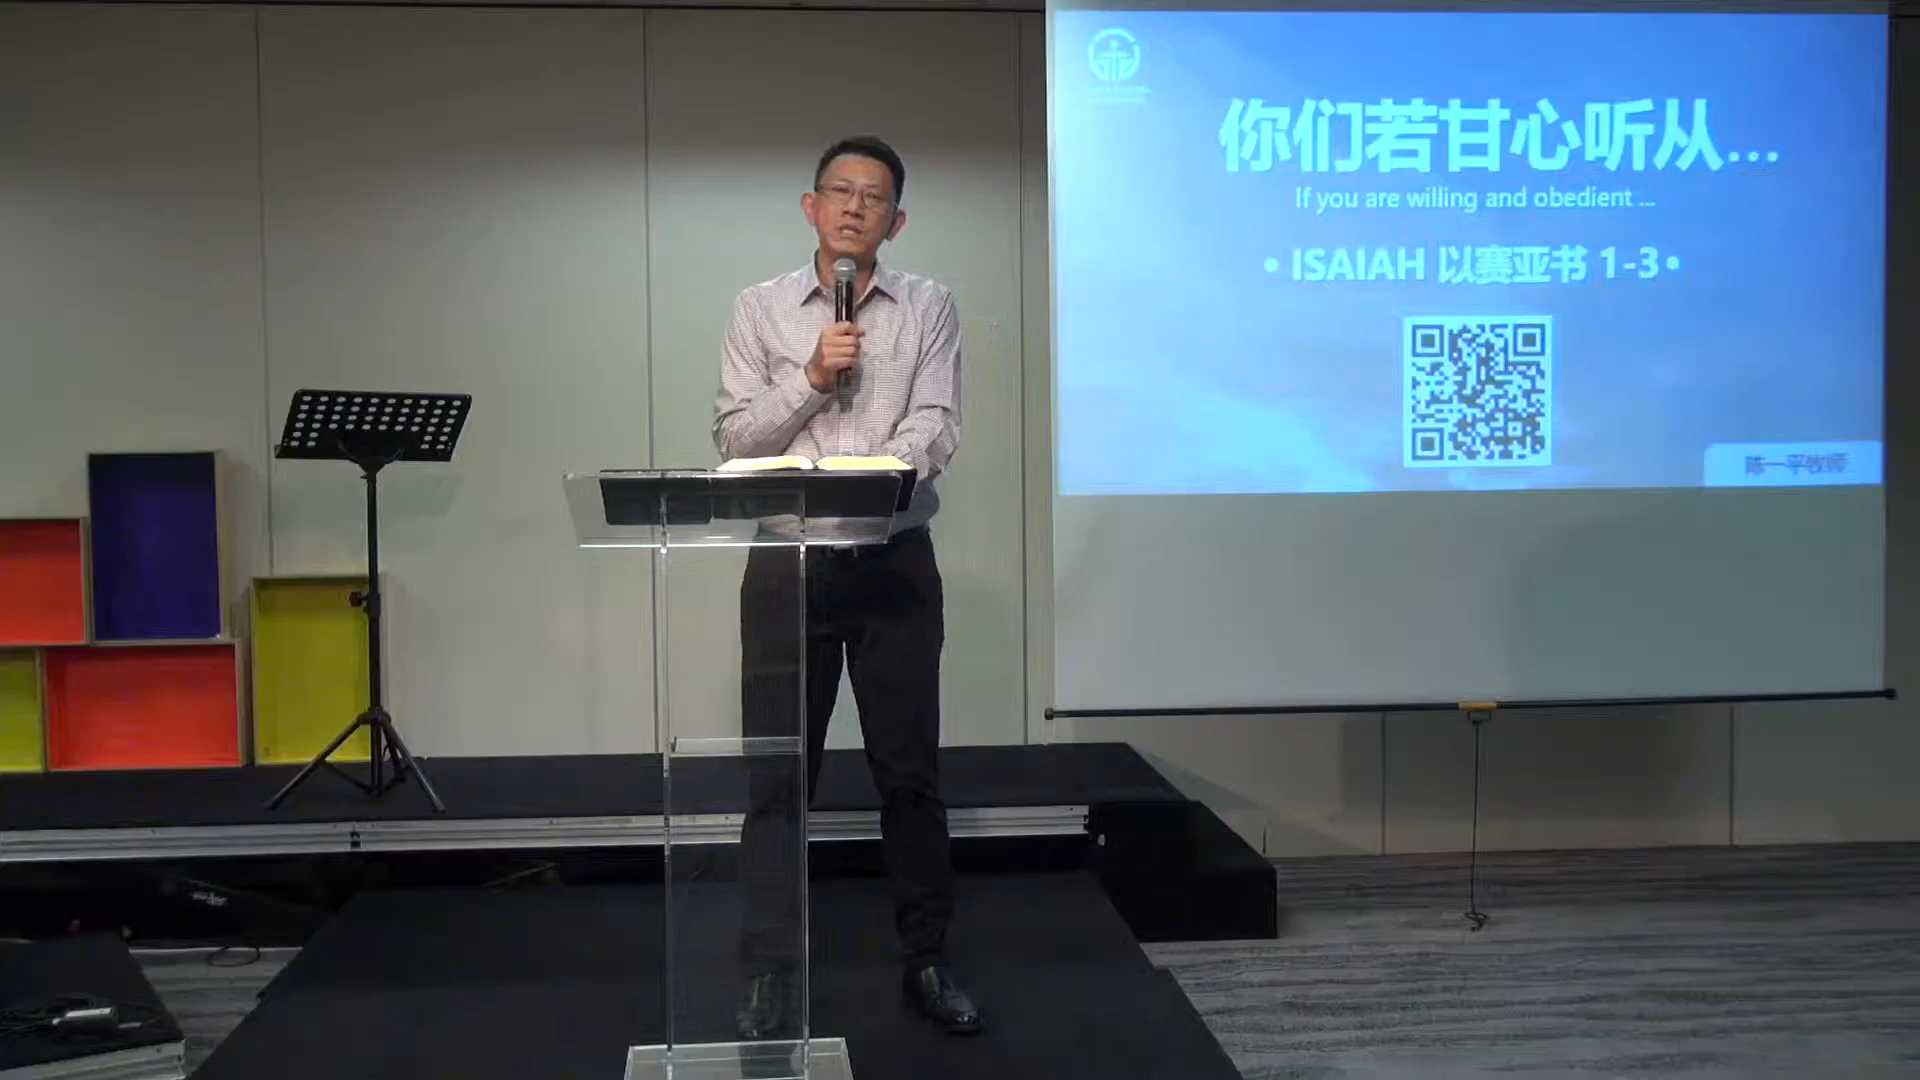 你们若甘心听从...
If you are willing and obedient ...
• ISAIAH 以赛亚书 1-3 •
陈一平牧师